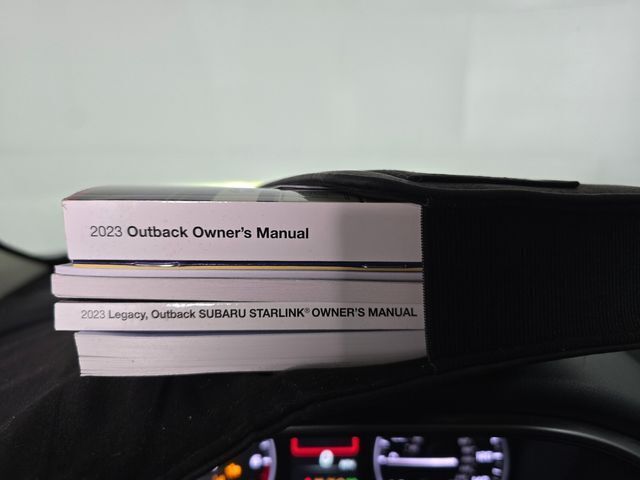 2023 Outback Owner's Manual
2023 Legacy, Outback SUBARU STARLINK® OWNER'S MANUAL